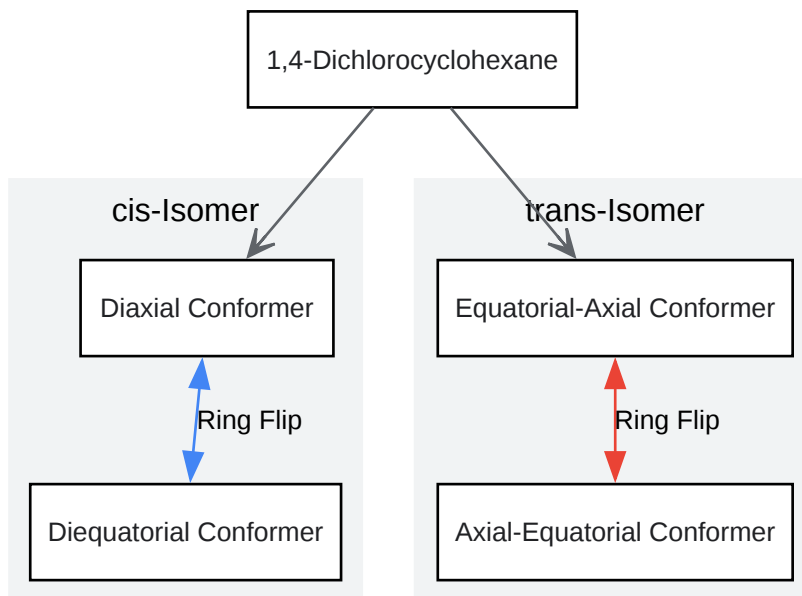 1,4-Dichlorocyclohexane
cis-Isomer
Diaxial Conformer
Ring Flip
Diequatorial Conformer
trans-Isomer
Equatorial-Axial Conformer
Ring Flip
Axial-Equatorial Conformer